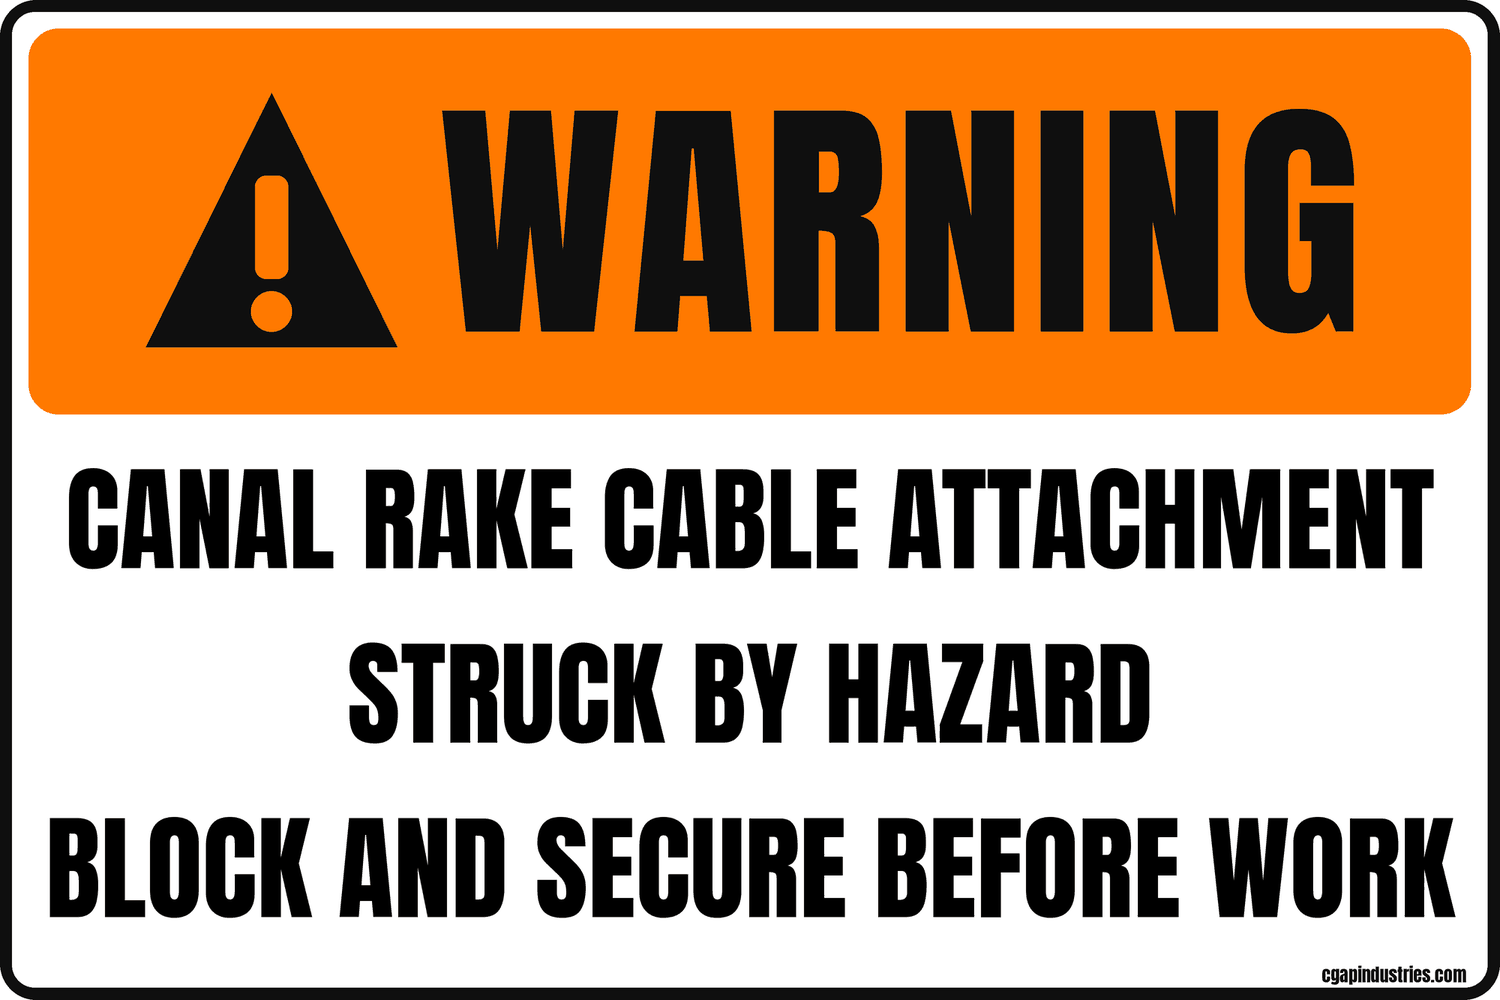 WARNING
CANAL RAKE CABLE ATTACHMENT
STRUCK BY HAZARD
BLOCK AND SECURE BEFORE WORK
cgapindustries.com